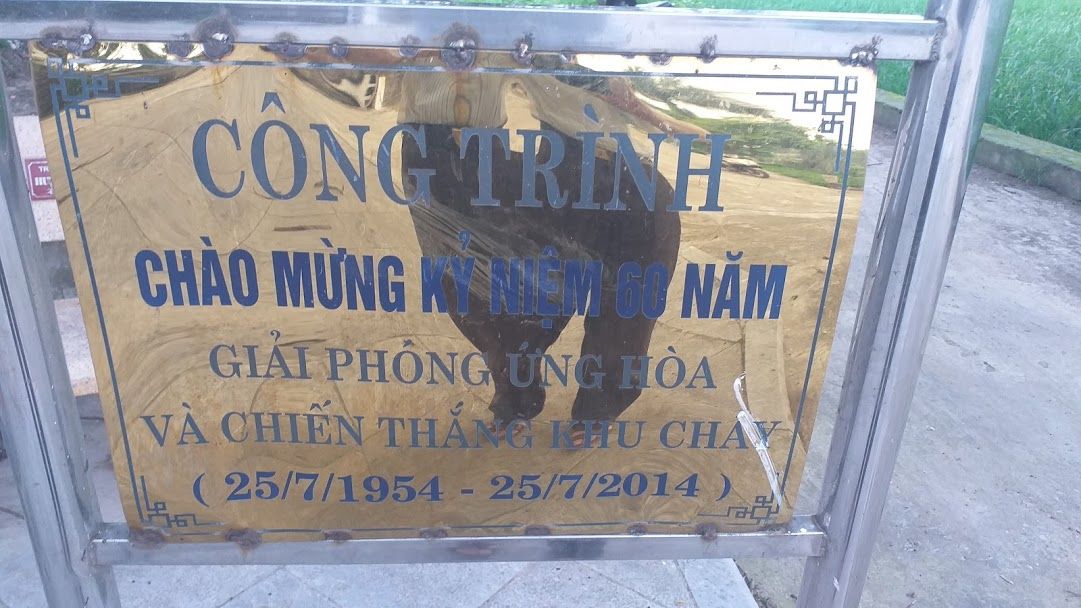 CÔNG TRÌNH
CHÀO MỪNG KỶ NIỆM 60 NĂM
GIẢI PHÓNG ỨNG HÒA
VÀ CHIẾN THẮNG KHU CHÁY
( 25/7/1954 - 25/7/2014 )